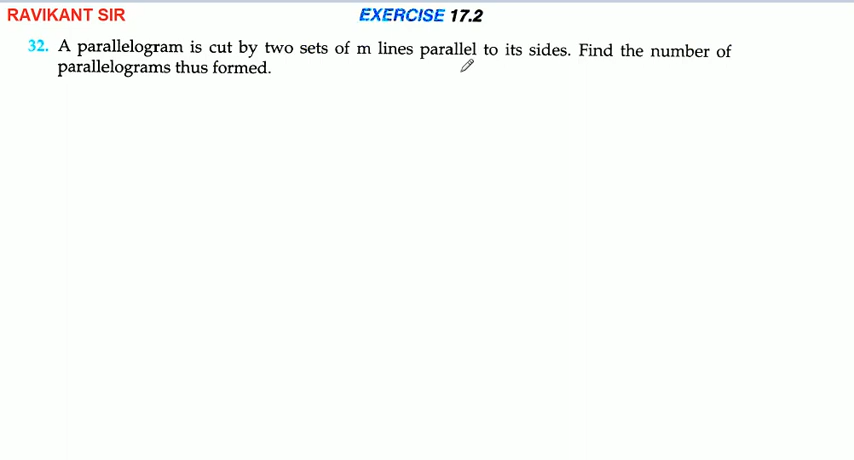 RAVIKANT SIR
EXERCISE 17.2
32. A parallelogram is cut by two sets of m lines parallel to its sides. Find the number of
parallelograms thus formed.